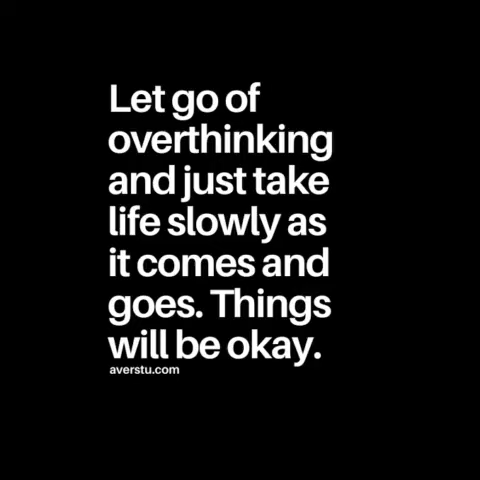 Let go of
overthinking
and just take
life slowly as
it comes and
goes. Things
will be okay.
averstu.com